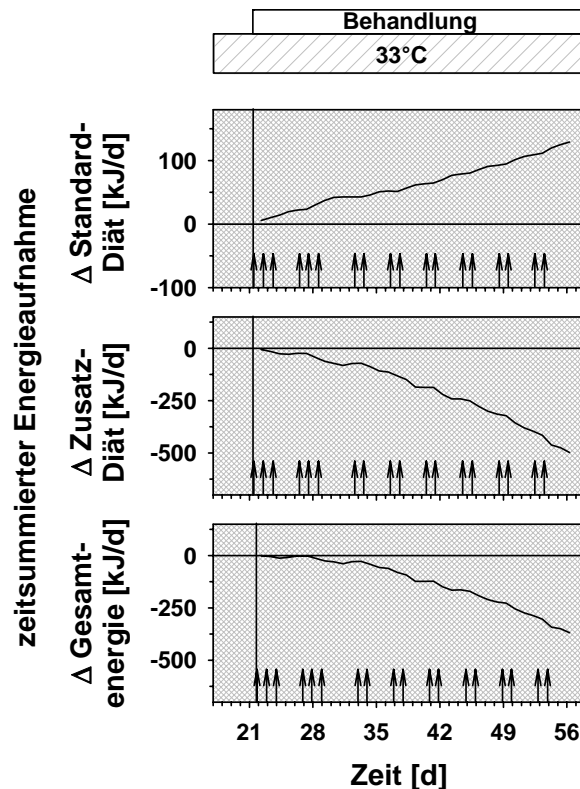 Behandlung
33°C
zeitsummierter Energieaufnahme
Δ Standard-
Diät [kJ/d]
100
0
-100
Δ Zusatz-
Diät [kJ/d]
0
-250
-500
Δ Gesamt-
energie [kJ/d]
0
-250
-500
21 28 35 42 49 56
Zeit [d]